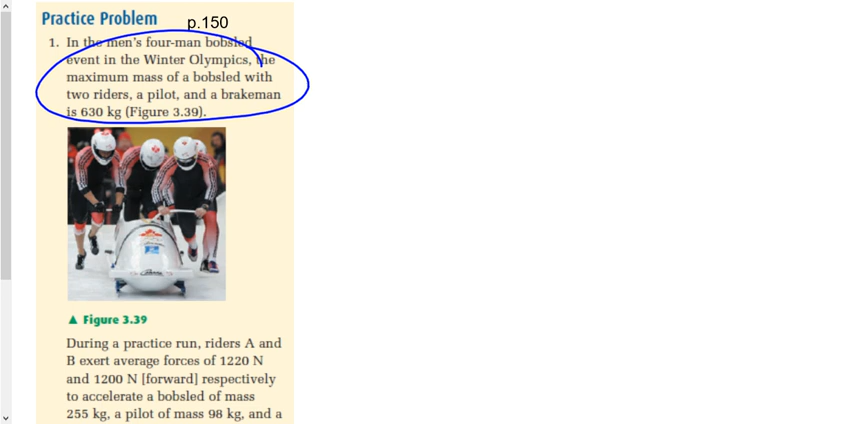 Practice Problem
p.150
1. In the men's four-man bobsled
event in the Winter Olympics, the
maximum mass of a bobsled with
two riders, a pilot, and a brakeman
is 630 kg (Figure 3.39).
▲ Figure 3.39
During a practice run, riders A and
B exert average forces of 1220 N
and 1200 N [forward] respectively
to accelerate a bobsled of mass
255 kg, a pilot of mass 98 kg, and a